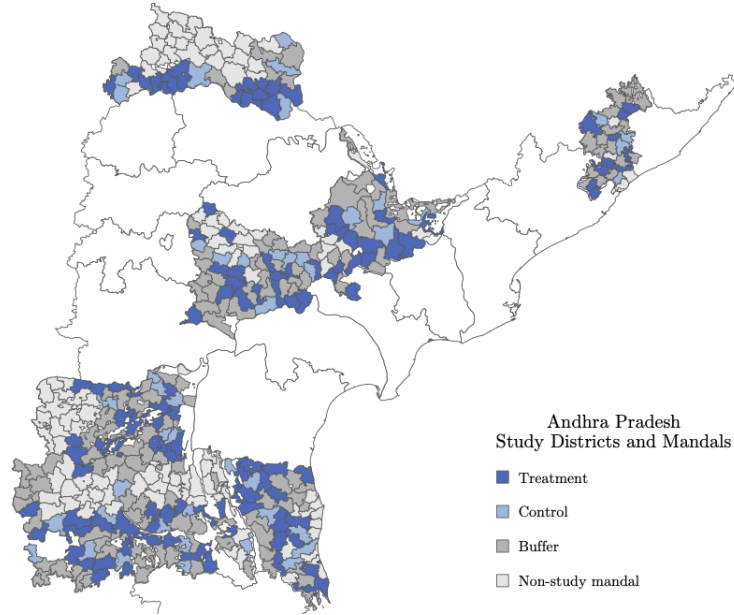 Andhra Pradesh
Study Districts and Mandals
Treatment
Control
Buffer
Non-study mandal